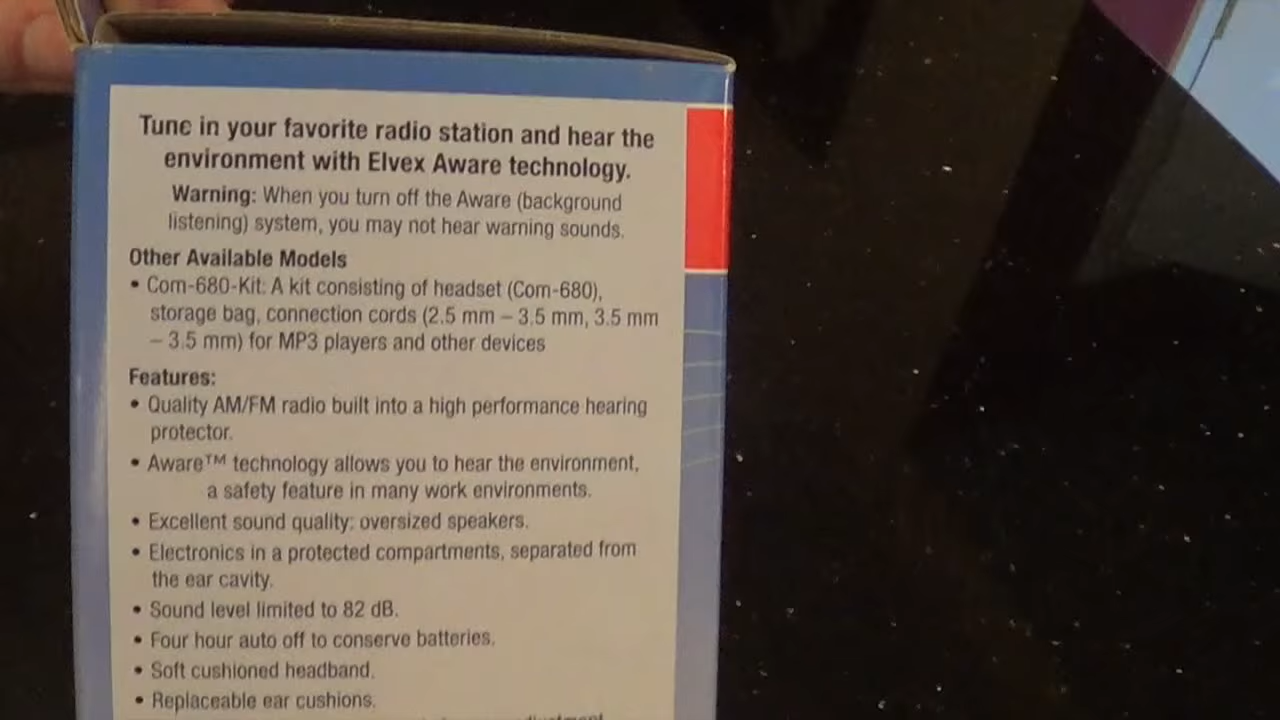 Tune in your favorite radio station and hear the
environment with Elvex Aware technology.
Warning: When you turn off the Aware (background
listening) system, you may not hear warning sounds.
Other Available Models
• Com-680-Kit: A kit consisting of headset (Com-680),
storage bag, connection cords (2.5 mm – 3.5 mm, 3.5 mm
– 3.5 mm) for MP3 players and other devices
Features:
• Quality AM/FM radio built into a high performance hearing
protector.
• Aware™ technology allows you to hear the environment,
a safety feature in many work environments.
• Excellent sound quality: oversized speakers.
• Electronics in a protected compartments, separated from
the ear cavity.
• Sound level limited to 82 dB.
• Four hour auto off to conserve batteries.
• Soft cushioned headband.
• Replaceable ear cushions.